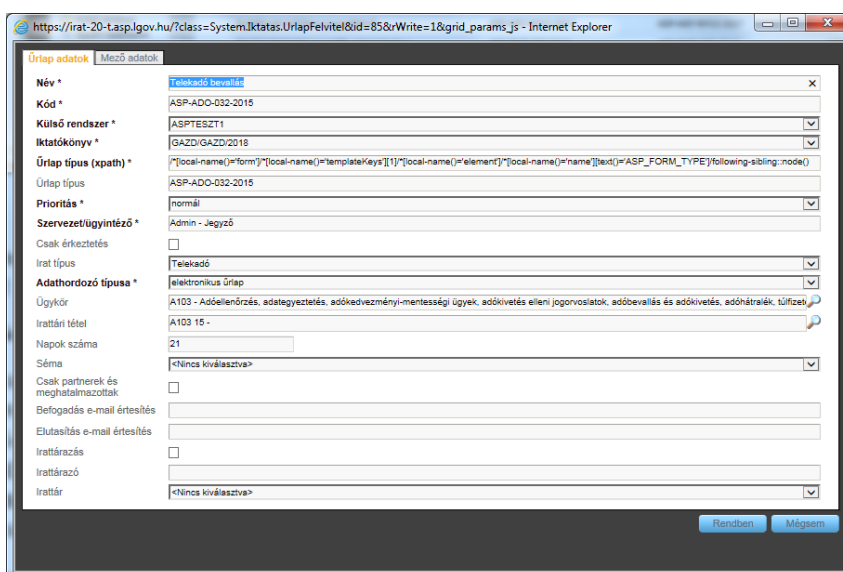 https://irat-20-t.asp.lgov.hu/?class=System.Iktatas.UrlapFelvitel&id=85&rWrite=1&grid_params_js - Internet Explorer
Űrlap adatok Mező adatok
Név * Telekadó bevallás
Kód * ASP-ADO-032-2015
Külső rendszer * ASPTESZT1
Iktatókönyv * GAZD/GAZD/2018
Űrlap típus (xpath) * /*[local-name()='form']/*[local-name()='templateKeys'][1]/*[local-name()='element']/*[local-name()='name'][text()='ASP_FORM_TYPE']/following-sibling::node()
Űrlap típus ASP-ADO-032-2015
Prioritás * normál
Szervezet/ügyintéző * Admin - Jegyző
Csak érkeztetés
Irat típus Telekadó
Adathordozó típusa * elektronikus űrlap
Ügykör A103 - Adóellenőrzés, adategyeztetés, adókedvezményi-mentességi ügyek, adókivetés elleni jogorvoslatok, adóbevallás és adókivetés, adóhátralék, túlfizet
Irattári tétel A103 15 -
Napok száma 21
Séma <Nincs kiválasztva>
Csak partnerek és
meghatalmazottak
Befogadás e-mail értesítés
Elutasítás e-mail értesítés
Irattárazás
Irattárazó
Irattár <Nincs kiválasztva>
Rendben Mégsem